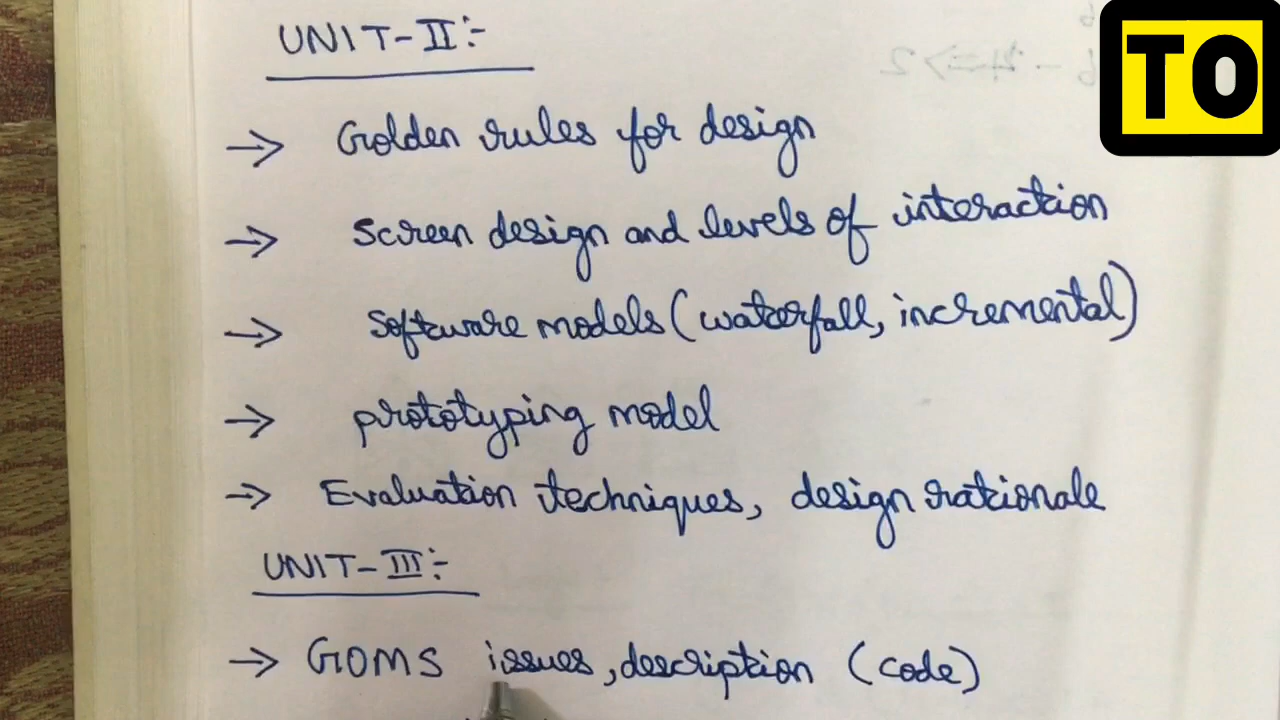 UNIT-II:-
TO
→ Golden rules for design
→ screen design and levels of interaction
→ software models (waterfall, incremental)
→ prototyping model
→ Evaluation techniques, design rationale
UNIT-III:-
→ GOMS issues, description (code)